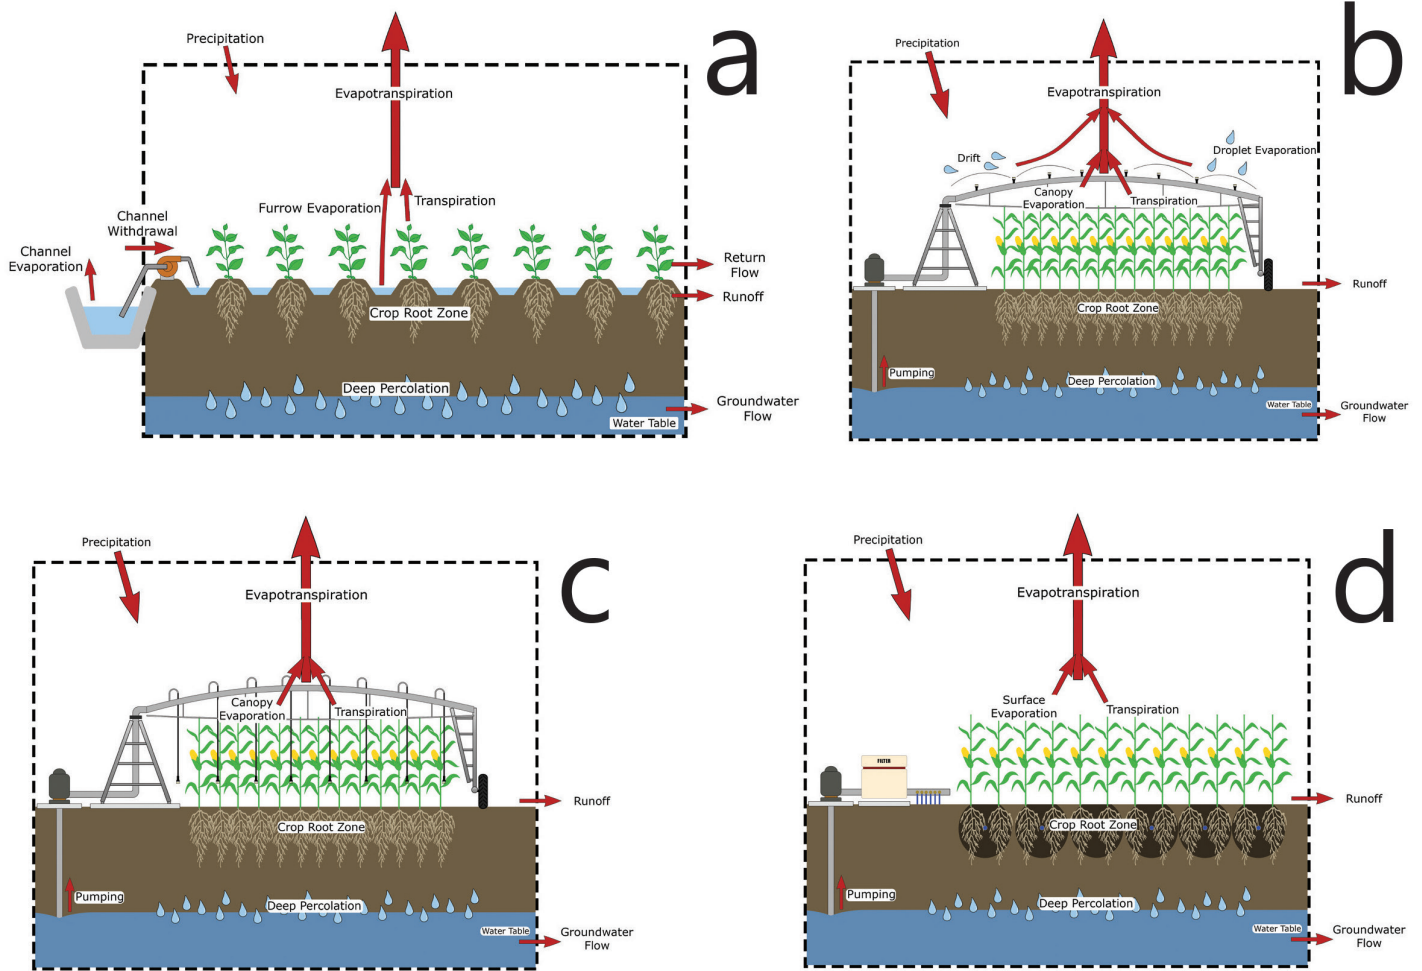 a
Precipitation
Evapotranspiration
Furrow Evaporation
Transpiration
Channel
Withdrawal
Channel
Evaporation
Return
Flow
Runoff
Crop Root Zone
Deep Percolation
Groundwater
Flow
Water Table
b
Precipitation
Evapotranspiration
Drift
Droplet Evaporation
Canopy
Evaporation
Transpiration
Runoff
Crop Root Zone
Pumping
Deep Percolation
Water Table
Groundwater
Flow
c
Precipitation
Evapotranspiration
Canopy
Evaporation
Transpiration
Runoff
Crop Root Zone
Pumping
Deep Percolation
Water Table
Groundwater
Flow
d
Precipitation
Evapotranspiration
Surface
Evaporation
Transpiration
FILTER
Runoff
Crop Root Zone
Pumping
Deep Percolation
Water Table
Groundwater
Flow